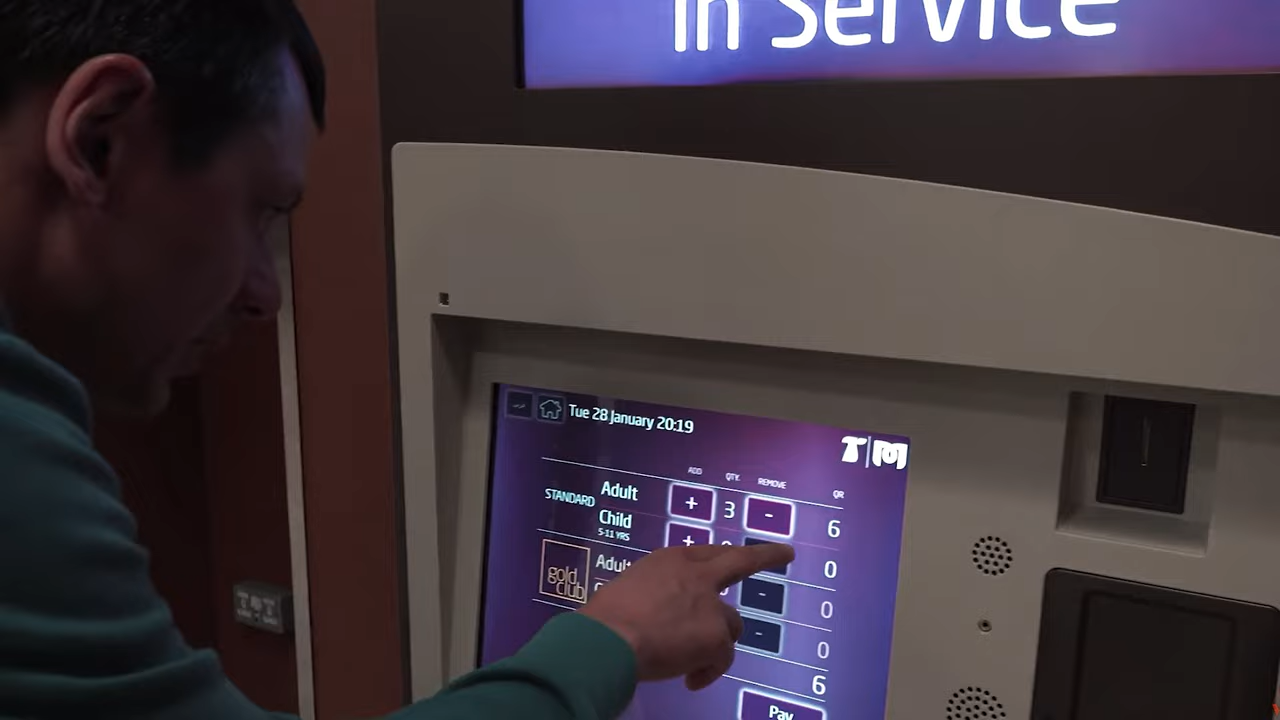 In Service
Tue 28 January 20:19
ADD QTY. REMOVE QR
STANDARD Adult + 3 - 6
Child + 0
5-11 YRS
gold club Adult - 0
- 0
6
Pay